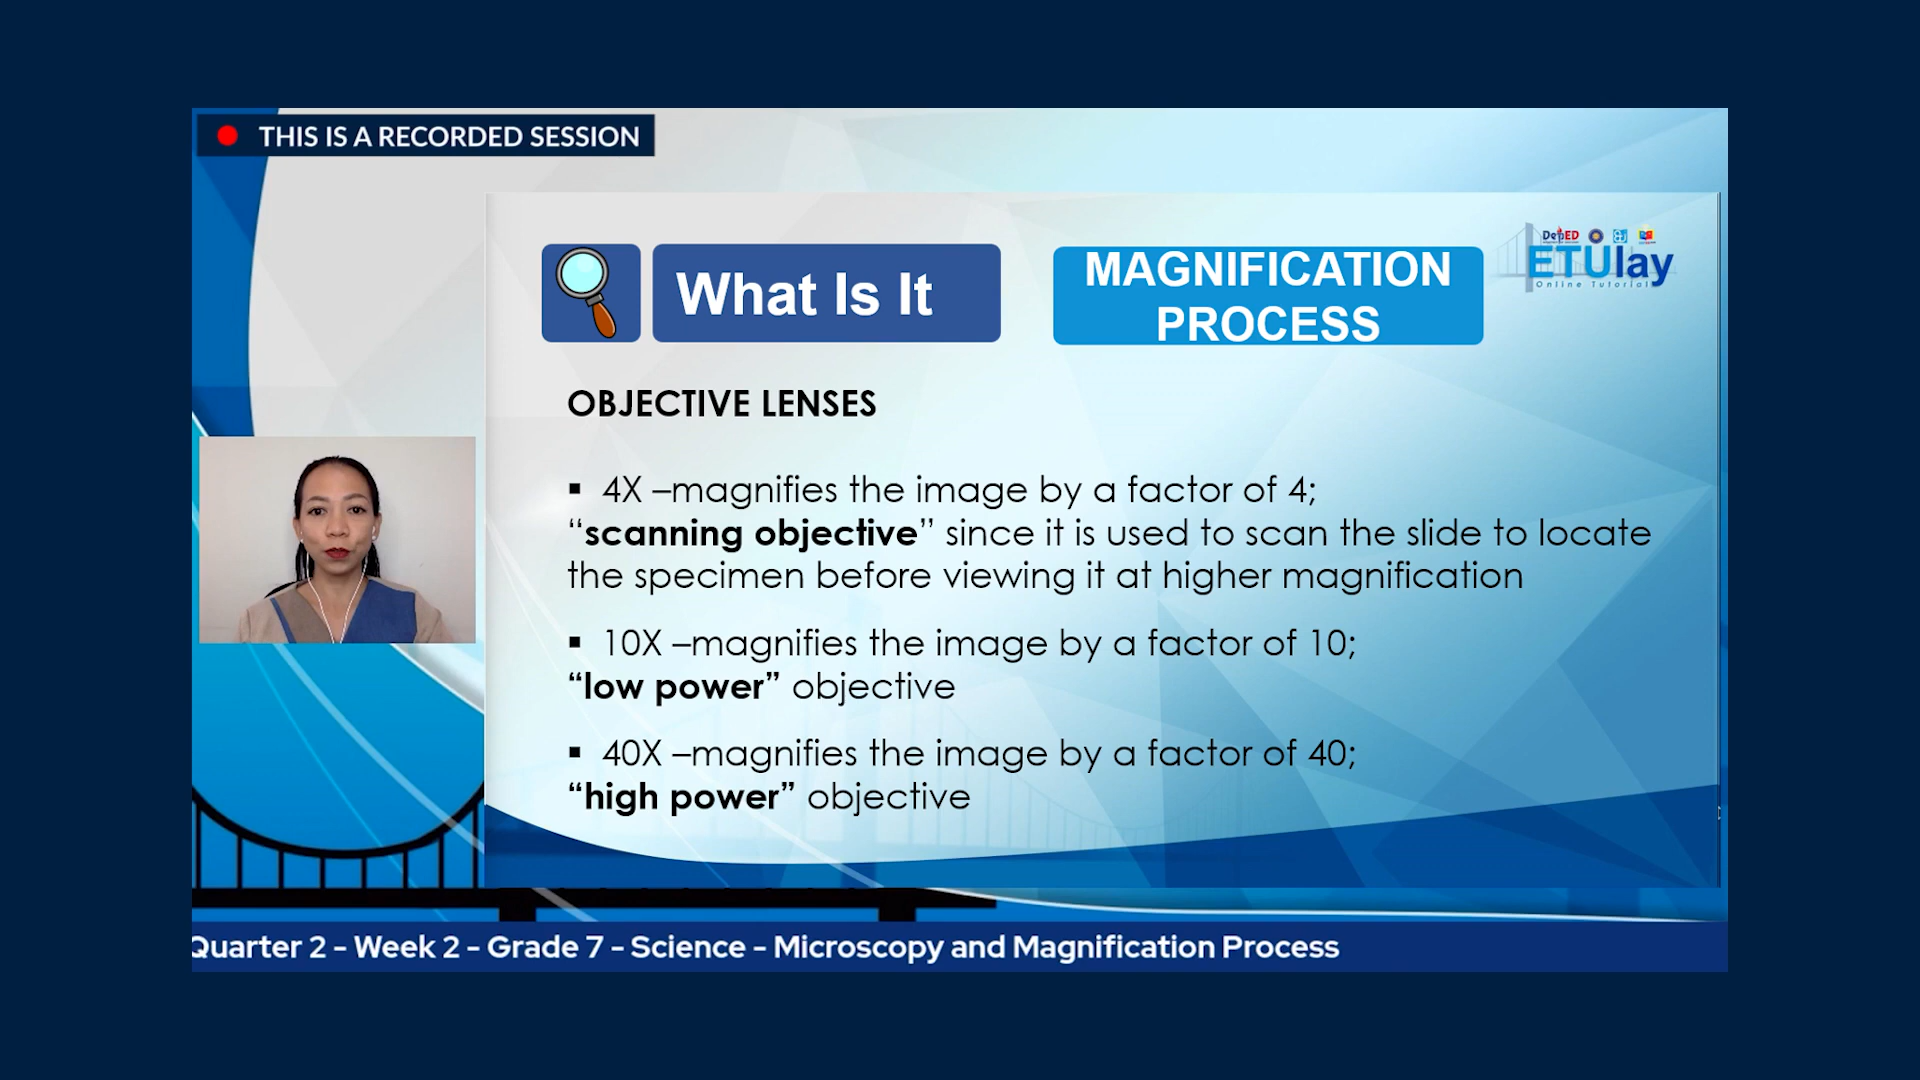 THIS IS A RECORDED SESSION
What Is It
MAGNIFICATION
PROCESS
DepED
ETUlay
Online Tutorial
OBJECTIVE LENSES
▪ 4X –magnifies the image by a factor of 4;
“scanning objective” since it is used to scan the slide to locate
the specimen before viewing it at higher magnification
▪ 10X –magnifies the image by a factor of 10;
“low power” objective
▪ 40X –magnifies the image by a factor of 40;
“high power” objective
Quarter 2 - Week 2 - Grade 7 - Science - Microscopy and Magnification Process